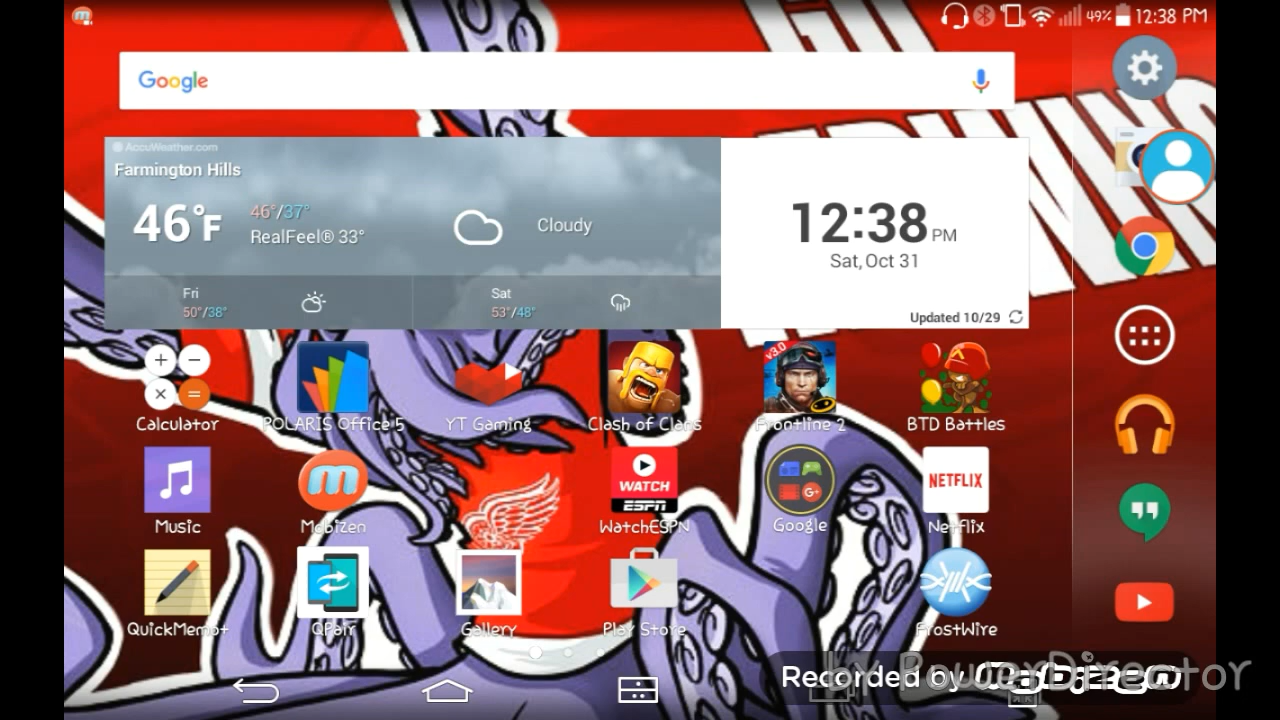 49% 12:38 PM
Google
AccuWeather.com
Farmington Hills
46°F
46°/37°
RealFeel® 33°
Cloudy
12:38 PM
Sat, Oct 31
Fri
50°/38°
Sat
53°/48°
Updated 10/29
Calculator
POLARIS Office 5
YT Gaming
Clash of Clans
v3.0
Frontline 2
BTD Battles
Music
Mobizen
WATCH
ESPN
WatchESPN
G+
Google
NETFLIX
Netflix
QuickMemo+
QPair
Gallery
Play Store
FrostWire
Recorded by
PowerDirector